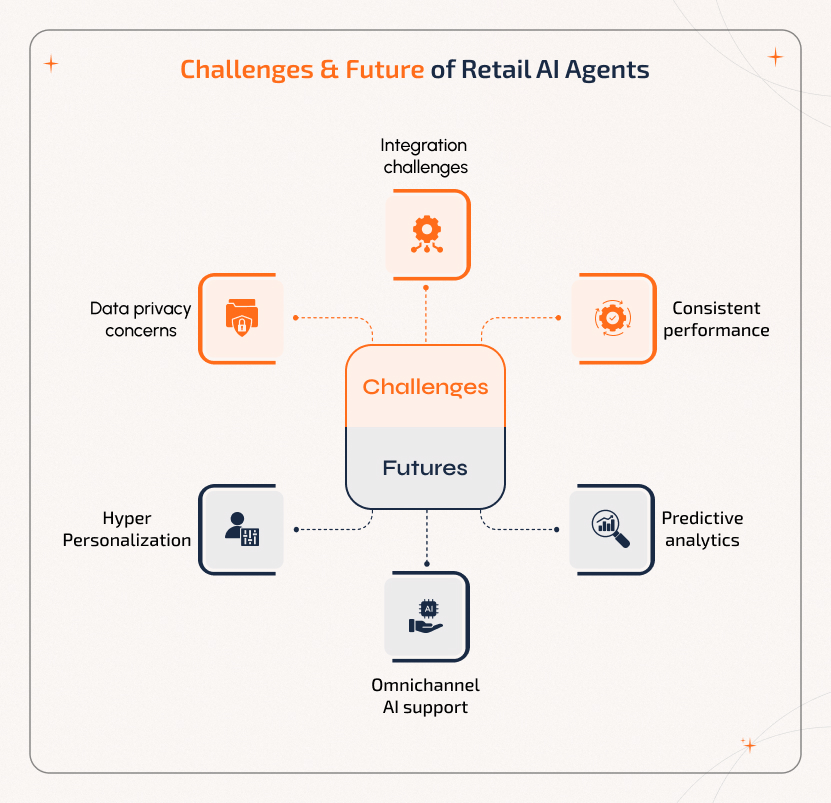 Challenges & Future of Retail AI Agents
Integration
challenges
Data privacy
concerns
Consistent
performance
Challenges
Futures
Hyper
Personalization
Predictive
analytics
AI
Omnichannel
AI support